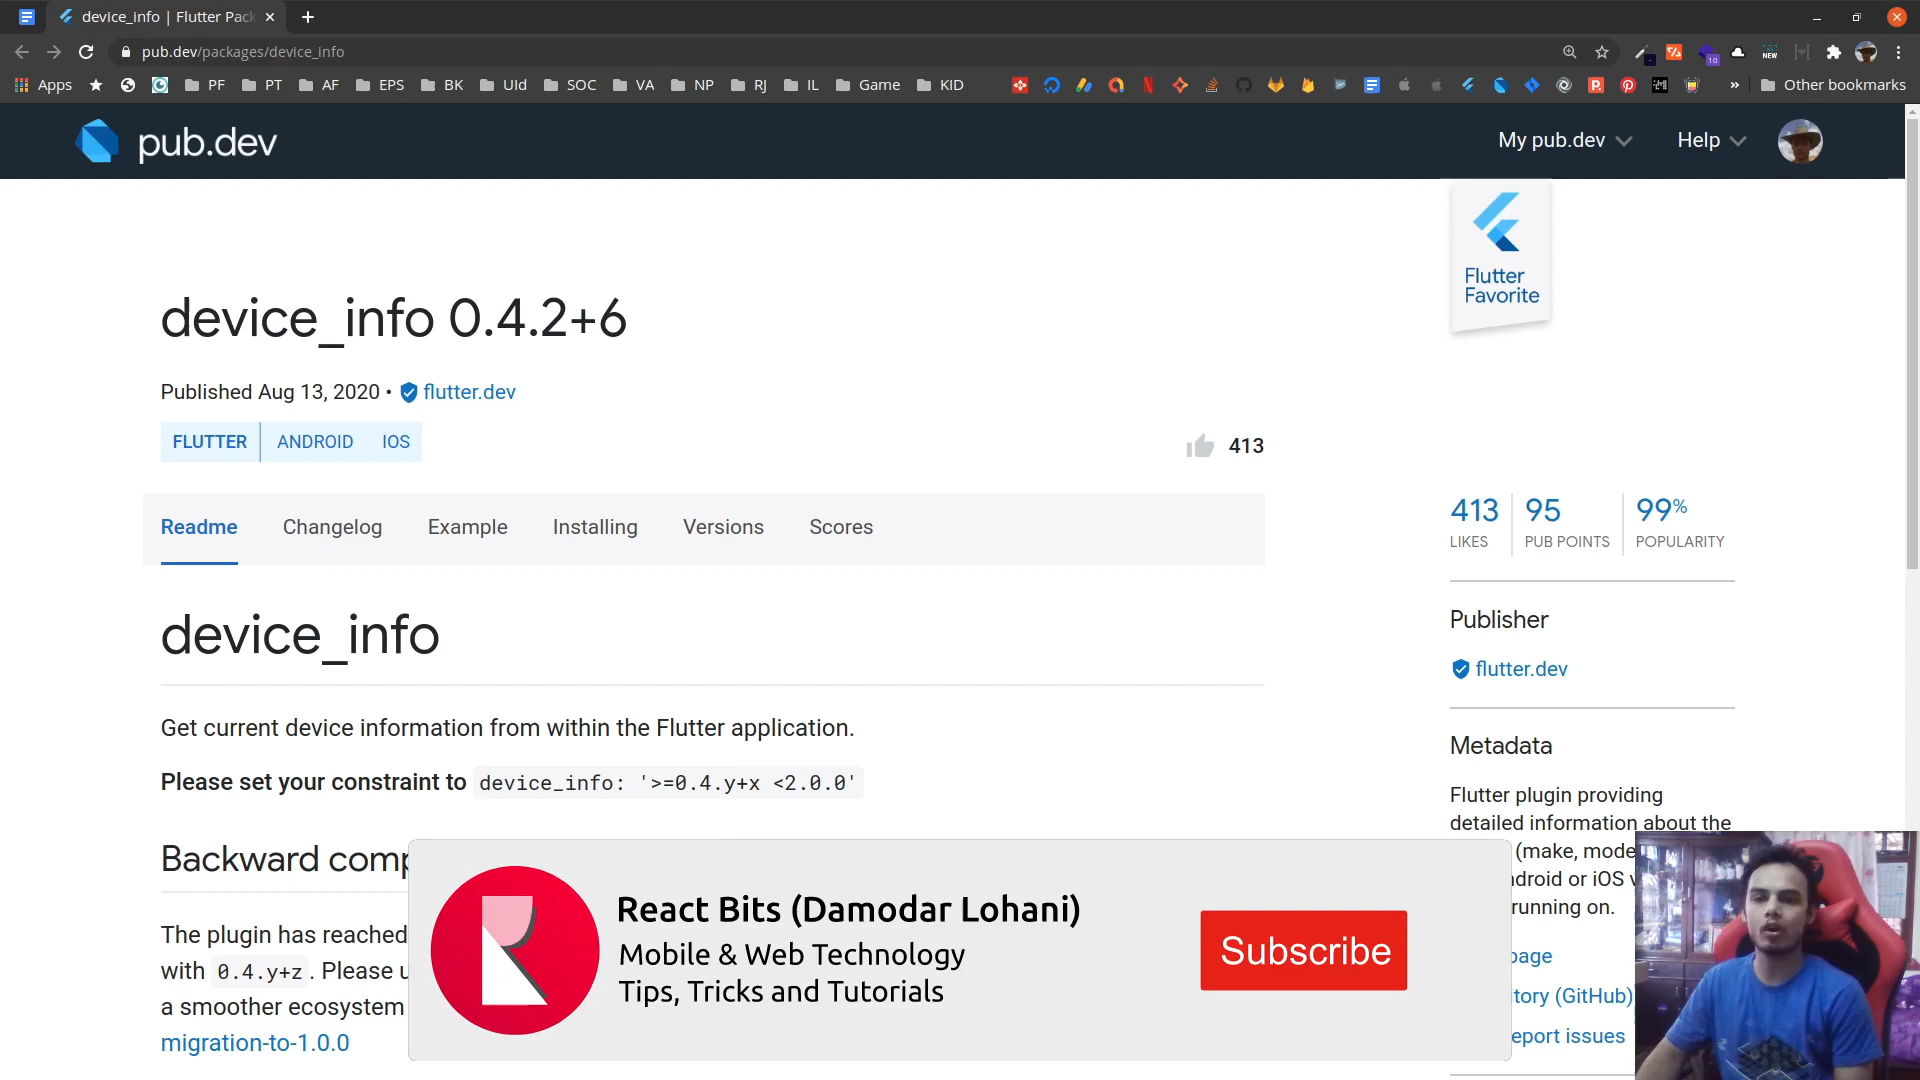 device_info | Flutter Pac
pub.dev/packages/device_info
Apps PF PT AF EPS BK UId SOC VA NP RJ IL Game KID » Other bookmarks
10
NEW
pub.dev
My pub.dev
Help
Flutter
Favorite
device_info 0.4.2+6
Published Aug 13, 2020 • flutter.dev
FLUTTER ANDROID IOS
413
Readme Changelog Example Installing Versions Scores
413 95 99%
LIKES PUB POINTS POPULARITY
device_info
Get current device information from within the Flutter application.
Please set your constraint to device_info: '>=0.4.y+x <2.0.0'
Backward comp
The plugin has reached
with 0.4.y+z. Please u
a smoother ecosystem
migration-to-1.0.0
Publisher
flutter.dev
Metadata
Flutter plugin providing
detailed information about the
(make, mode
ndroid or iOS v
running on.
page
itory (GitHub)
eport issues
React Bits (Damodar Lohani)
Mobile & Web Technology
Tips, Tricks and Tutorials
Subscribe